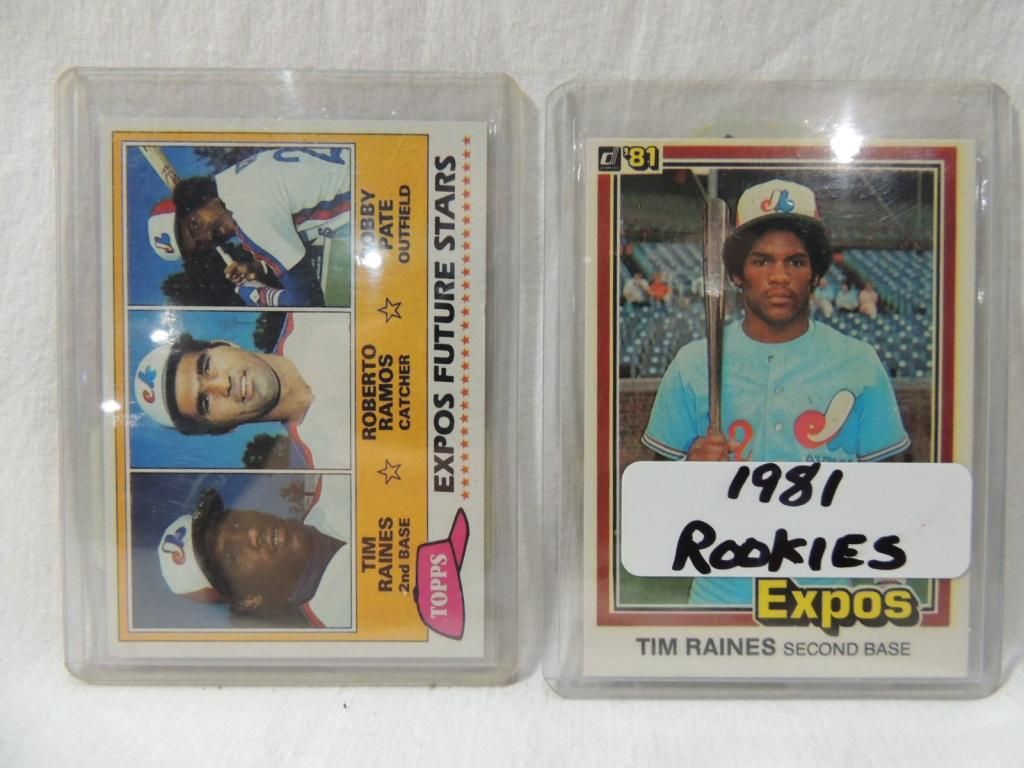 TIM
RAINES
2nd BASE
ROBERTO
RAMOS
CATCHER
PATE
OUTFIELD
EXPOS FUTURE STARS
TOPPS
'81
1981
ROOKIES
Expos
TIM RAINES SECOND BASE